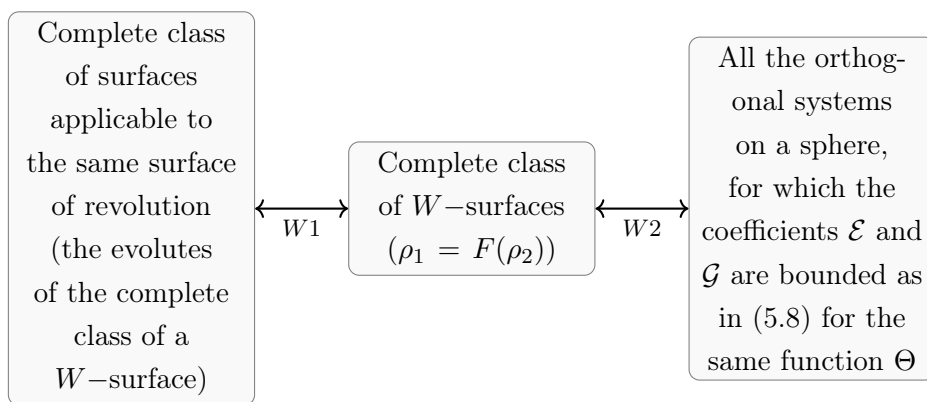 Complete class
of surfaces
applicable to
the same surface
of revolution
(the evolutes
of the complete
class of a
W−surface)
W1
Complete class
of W−surfaces
(ρ₁ = F(ρ₂))
W2
All the orthog-
onal systems
on a sphere,
for which the
coefficients ℰ and
𝒢 are bounded as
in (5.8) for the
same function Θ